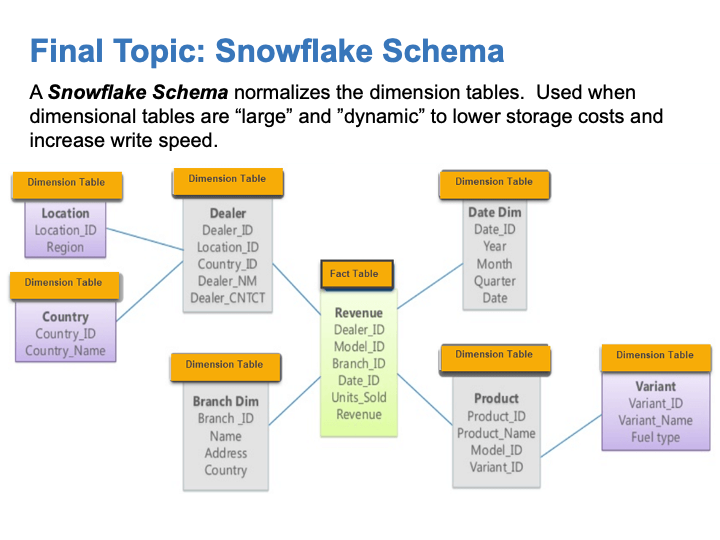 Final Topic: Snowflake Schema
A Snowflake Schema normalizes the dimension tables.  Used when
dimensional tables are “large” and ”dynamic” to lower storage costs and
increase write speed.
Dimension Table
Location
Location_ID
Region
Dimension Table
Country
Country_ID
Country_Name
Dimension Table
Dealer
Dealer_ID
Location_ID
Country_ID
Dealer_NM
Dealer_CNTCT
Dimension Table
Branch Dim
Branch _ID
Name
Address
Country
Fact Table
Revenue
Dealer_ID
Model_ID
Branch_ID
Date_ID
Units_Sold
Revenue
Dimension Table
Date Dim
Date_ID
Year
Month
Quarter
Date
Dimension Table
Product
Product_ID
Product_Name
Model_ID
Variant_ID
Dimension Table
Variant
Variant_ID
Variant_Name
Fuel type